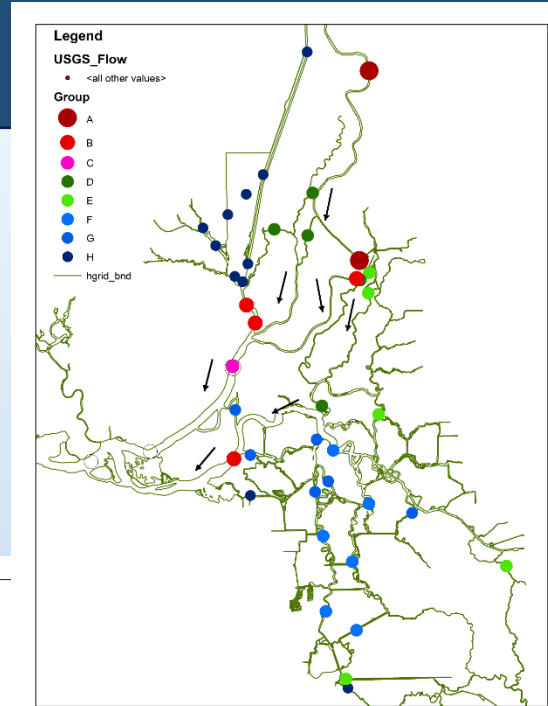 Legend
USGS_Flow
<all other values>
Group
A
B
C
D
E
F
G
H
hgrid_bnd